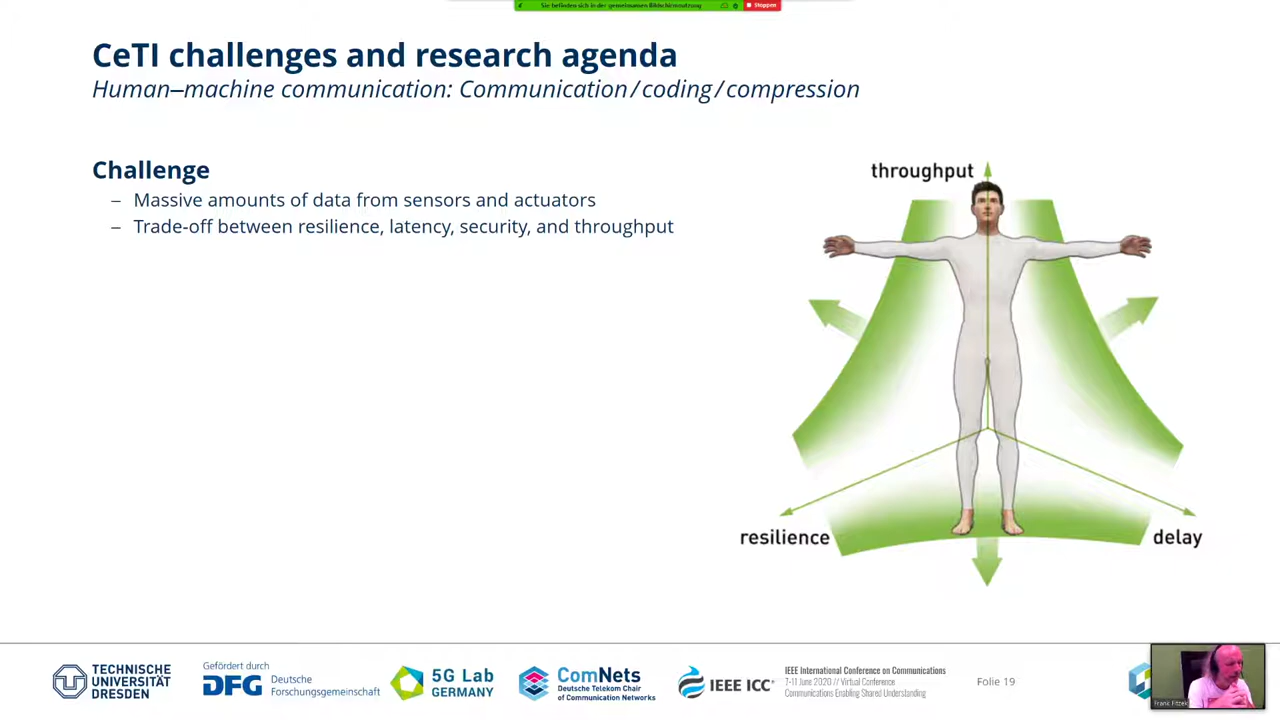 Sie befinden sich in der gemeinsamen Bildschirmnutzung
Stoppen
CeTI challenges and research agenda
Human–machine communication: Communication/coding/compression
Challenge
– Massive amounts of data from sensors and actuators
– Trade-off between resilience, latency, security, and throughput
throughput
resilience
delay
TECHNISCHE
UNIVERSITÄT
DRESDEN
Gefördert durch
DFG
Deutsche
Forschungsgemeinschaft
5G Lab
GERMANY
ComNets
Deutsche Telekom Chair
of Communication Networks
IEEE ICC
IEEE International Conference on Communications
7-11 June 2020 // Virtual Conference
Communications Enabling Shared Understanding
Folie 19
Frank Fitzek